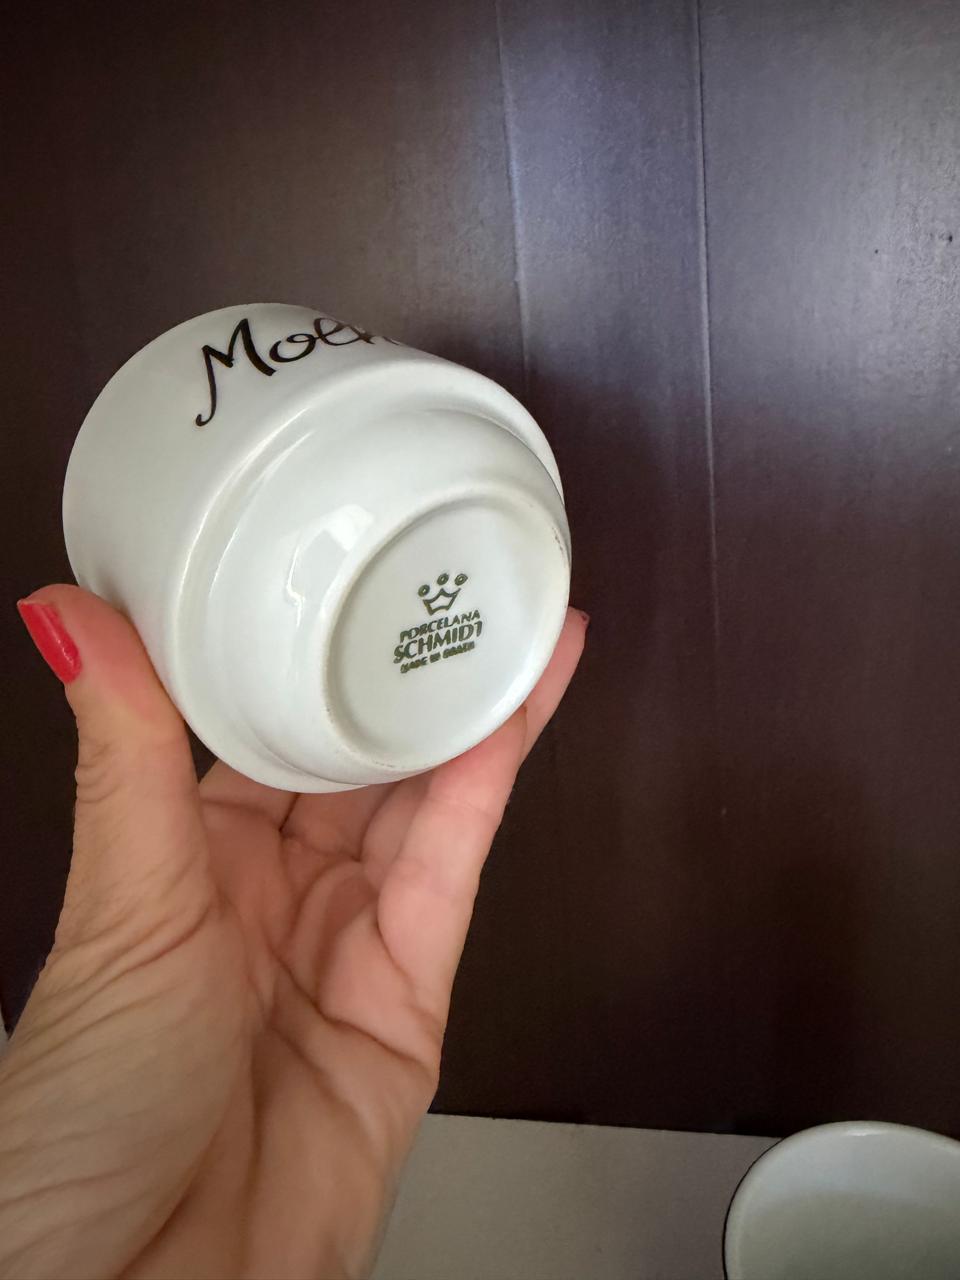 Molh
PORCELANA
SCHMIDT
MADE IN BRAZIL